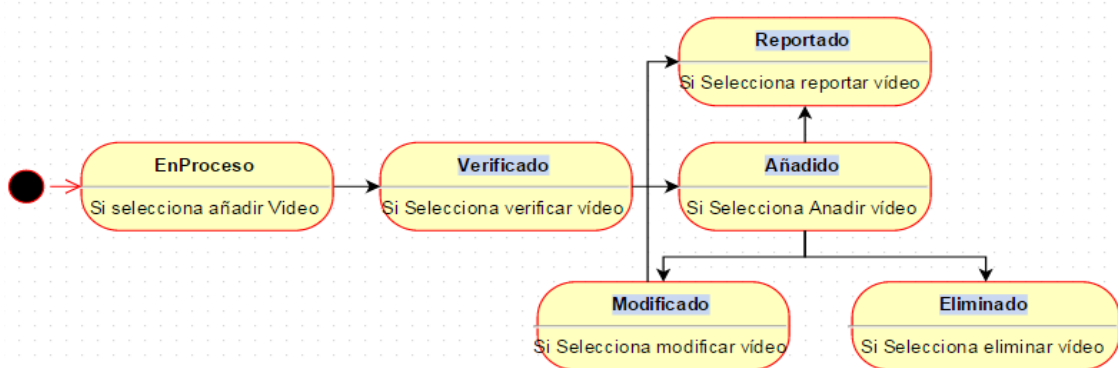 Reportado
Si Selecciona reportar vídeo
EnProceso
Si selecciona añadir Video
Verificado
Si Selecciona verificar vídeo
Añadido
Si Selecciona Anadir vídeo
Modificado
Si Selecciona modificar vídeo
Eliminado
Si Selecciona eliminar vídeo